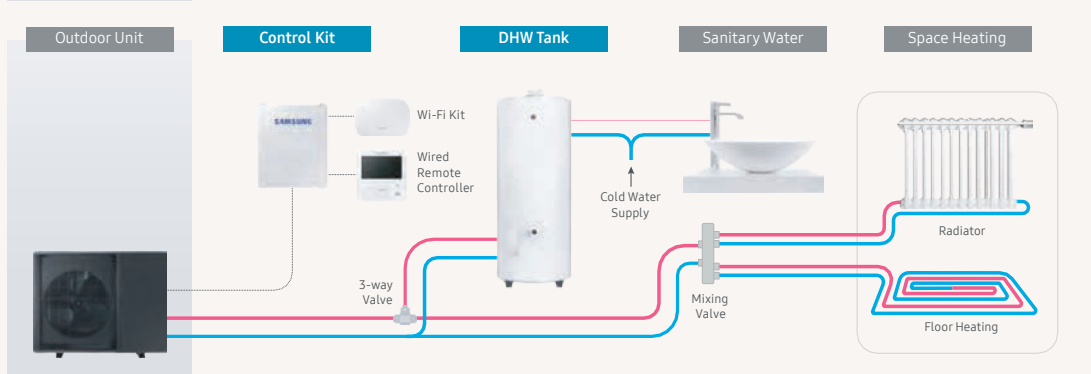 Outdoor Unit
Control Kit
DHW Tank
Sanitary Water
Space Heating
SAMSUNG
Wi-Fi Kit
Wired
Remote
Controller
Cold Water
Supply
Radiator
3-way
Valve
Mixing
Valve
Floor Heating